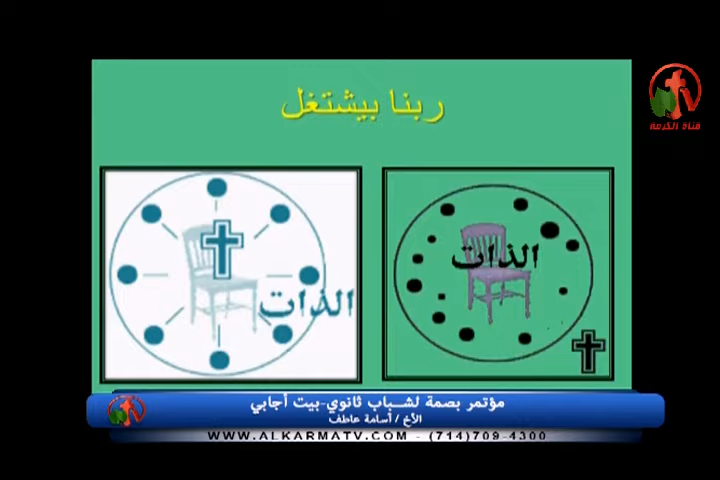 ربنا بيشتغل
قناة الكرمة
الذات
الذات
مؤتمر بصمة لشباب ثانوي-بيت أجابي
الأخ / أسامة عاطف
WWW.ALKARMATV.COM - (714)709-4300